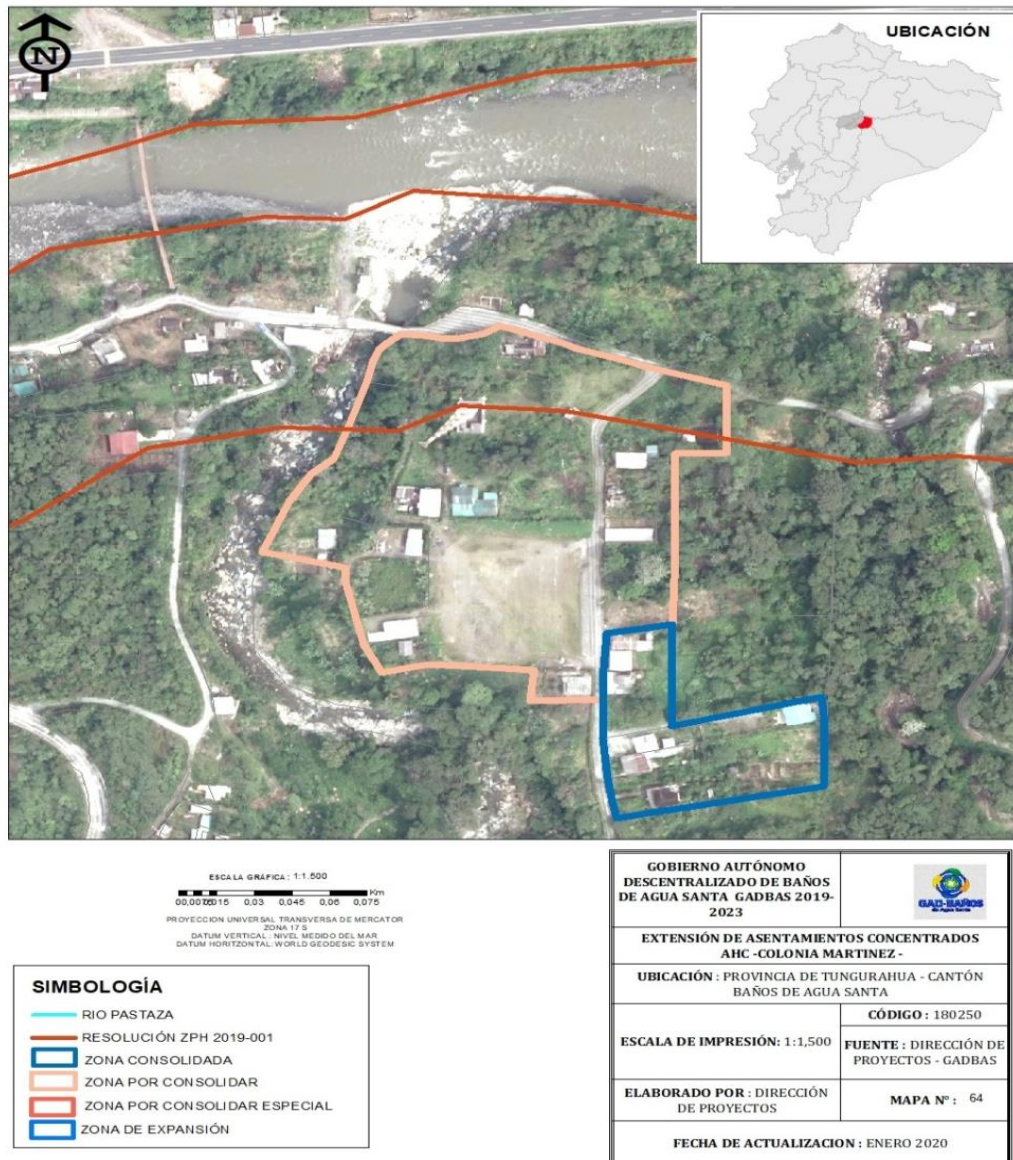 N
UBICACIÓN
ESCALA GRÁFICA : 1:1.500
0,03 0,045 0,06 0,075 Km
PROYECCION UNIVERSAL TRANSVERSA DE MERCATOR
ZONA 17 S
DATUM VERTICAL : NIVEL MEDIO DEL MAR
DATUM HORITZONTAL: WORLD GEODESIC SYSTEM
SIMBOLOGÍA
RIO PASTAZA
RESOLUCIÓN ZPH 2019-001
ZONA CONSOLIDADA
ZONA POR CONSOLIDAR
ZONA POR CONSOLIDAR ESPECIAL
ZONA DE EXPANSIÓN
GOBIERNO AUTÓNOMO
DESCENTRALIZADO DE BAÑOS
DE AGUA SANTA GADBAS 2019-
2023
GAD-BAÑOS
de Agua Santa
EXTENSIÓN DE ASENTAMIENTOS CONCENTRADOS
AHC -COLONIA MARTINEZ -
UBICACIÓN : PROVINCIA DE TUNGURAHUA - CANTÓN
BAÑOS DE AGUA SANTA
ESCALA DE IMPRESIÓN: 1:1,500
CÓDIGO : 180250
FUENTE : DIRECCIÓN DE
PROYECTOS - GADBAS
ELABORADO POR : DIRECCIÓN
DE PROYECTOS
MAPA Nº : 64
FECHA DE ACTUALIZACION : ENERO 2020